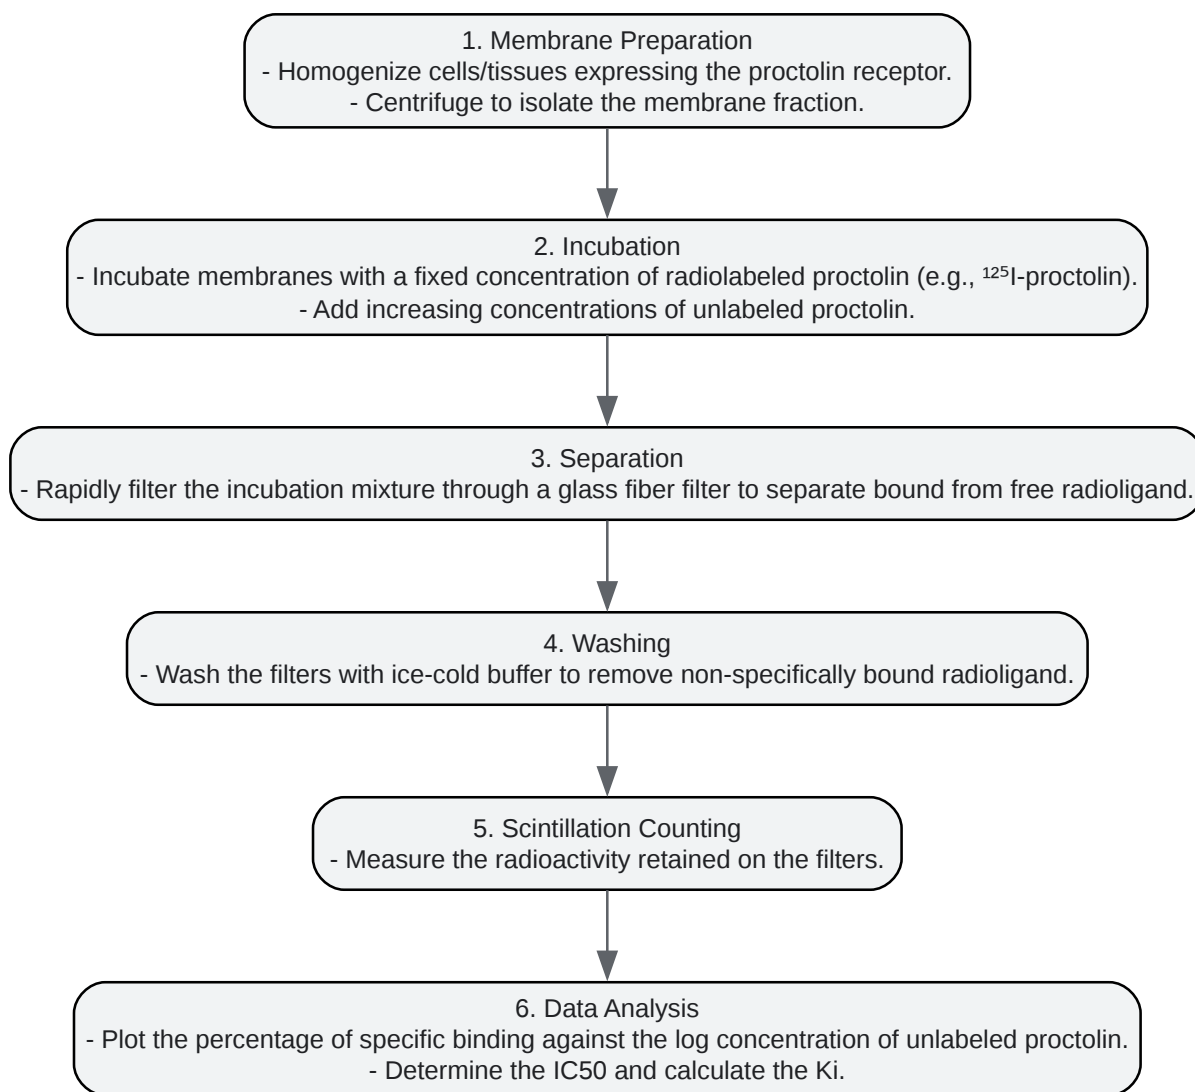 1. Membrane Preparation
- Homogenize cells/tissues expressing the proctolin receptor.
- Centrifuge to isolate the membrane fraction.
2. Incubation
- Incubate membranes with a fixed concentration of radiolabeled proctolin (e.g., ¹²⁵I-proctolin).
- Add increasing concentrations of unlabeled proctolin.
3. Separation
- Rapidly filter the incubation mixture through a glass fiber filter to separate bound from free radioligand.
4. Washing
- Wash the filters with ice-cold buffer to remove non-specifically bound radioligand.
5. Scintillation Counting
- Measure the radioactivity retained on the filters.
6. Data Analysis
- Plot the percentage of specific binding against the log concentration of unlabeled proctolin.
- Determine the IC50 and calculate the Ki.